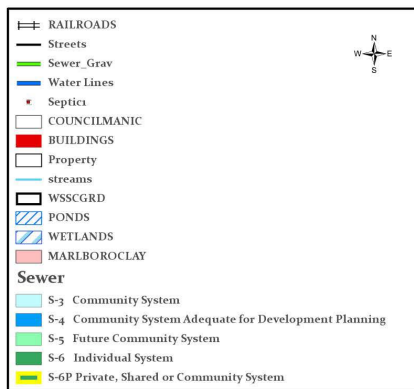 RAILROADS
Streets
Sewer_Grav
Water Lines
Septic1
COUNCILMANIC
BUILDINGS
Property
streams
WSSCGRD
PONDS
WETLANDS
MARLBOROCLAY
Sewer
S-3 Community System
S-4 Community System Adequate for Development Planning
S-5 Future Community System
S-6 Individual System
S-6P Private, Shared or Community System
N
W E
S